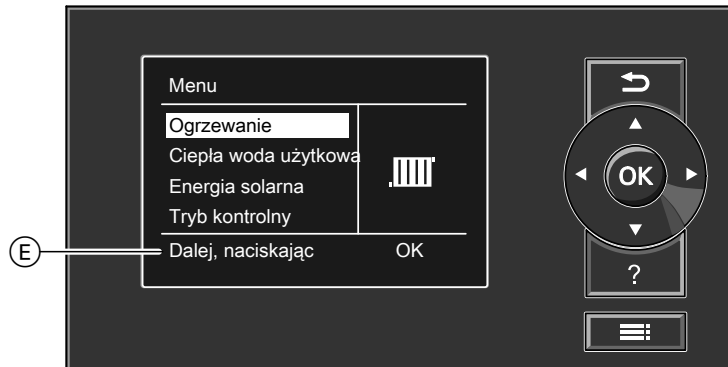 Menu
Ogrzewanie
Ciepła woda użytkowa
Energia solarna
Tryb kontrolny
Dalej, naciskając OK
E
OK
?